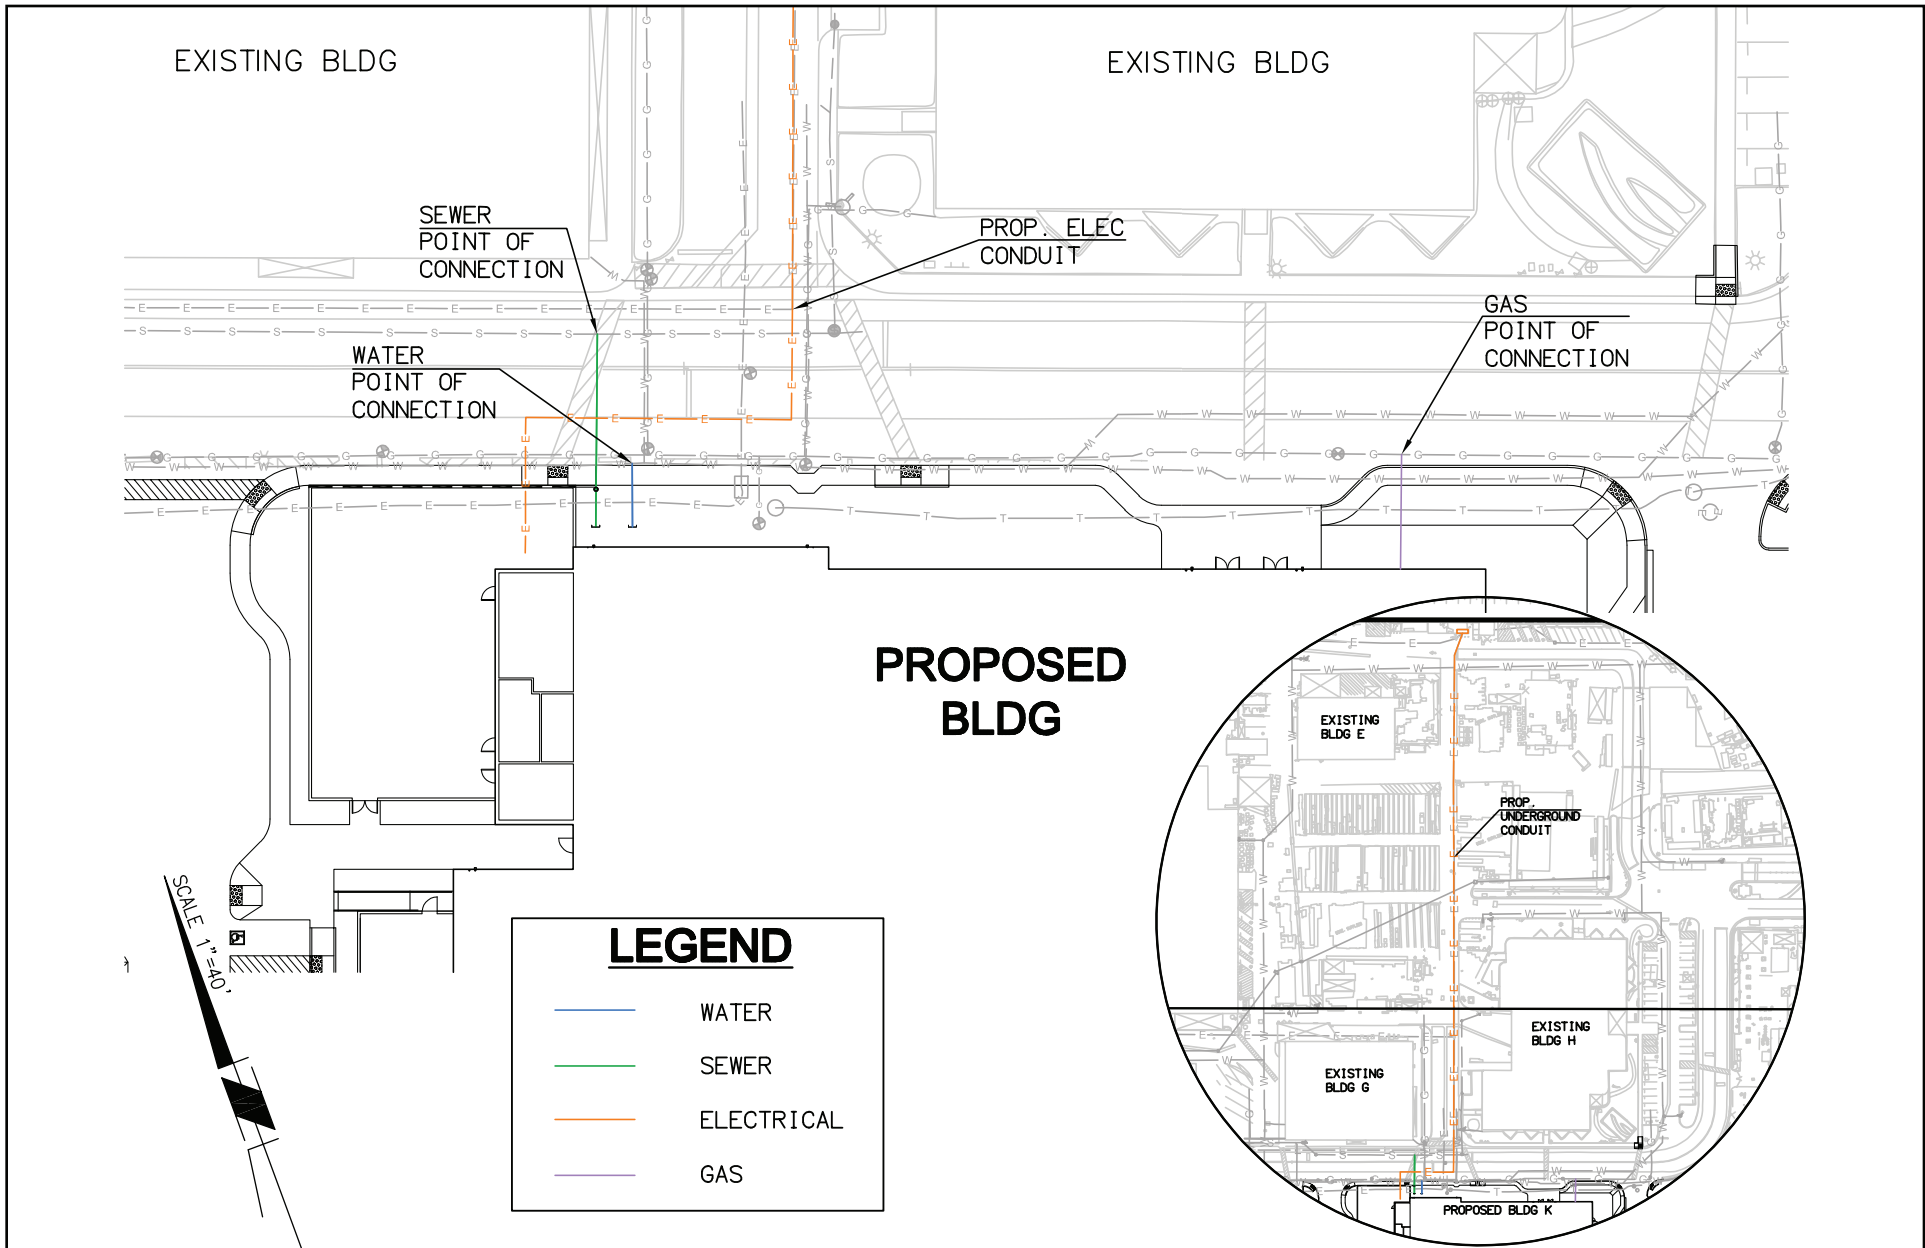 EXISTING BLDG
EXISTING BLDG
SEWER
POINT OF
CONNECTION
PROP. ELEC
CONDUIT
GAS
POINT OF
CONNECTION
WATER
POINT OF
CONNECTION
PROPOSED
BLDG
SCALE 1"=40'
LEGEND
WATER
SEWER
ELECTRICAL
GAS
EXISTING
BLDG E
PROP.
UNDERGROUND
CONDUIT
EXISTING
BLDG H
EXISTING
BLDG G
PROPOSED BLDG K